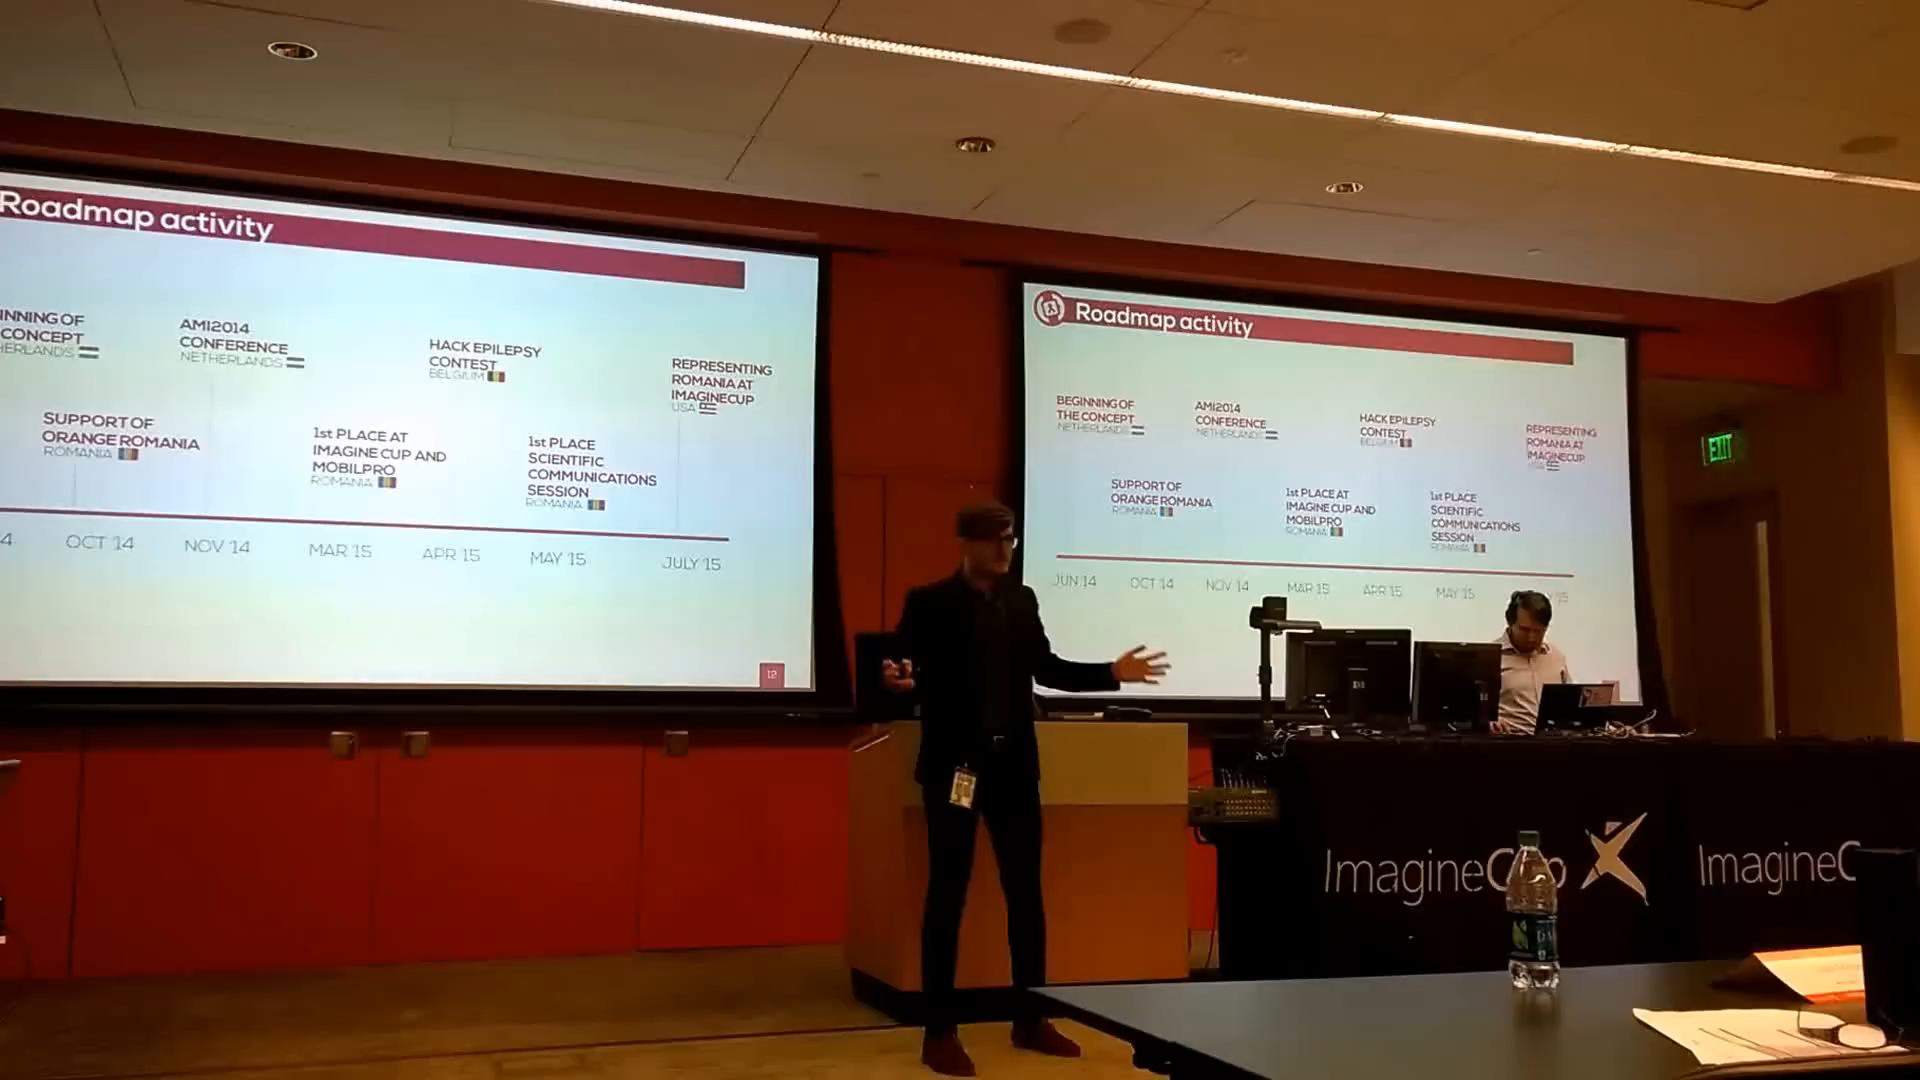 Roadmap activity
INNING OF
CONCEPT
HERLANDS
AMI2014
CONFERENCE
NETHERLANDS
HACK EPILEPSY
CONTEST
BELGIUM
REPRESENTING
ROMANIA AT
IMAGINECUP
USA
SUPPORT OF
ORANGE ROMANIA
ROMANIA
1st PLACE AT
IMAGINE CUP AND
MOBILPRO
ROMANIA
1st PLACE
SCIENTIFIC
COMMUNICATIONS
SESSION
ROMANIA
4
OCT 14
NOV '14
MAR '15
APR '15
MAY '15
JULY '15
12
Roadmap activity
BEGINNING OF
THE CONCEPT
NETHERLANDS
AMI2014
CONFERENCE
NETHERLANDS
HACK EPILEPSY
CONTEST
BELGIUM
REPRESENTING
ROMANIA AT
IMAGINECUP
USA
SUPPORT OF
ORANGE ROMANIA
ROMANIA
1st PLACE AT
IMAGINE CUP AND
MOBILPRO
ROMANIA
1st PLACE
SCIENTIFIC
COMMUNICATIONS
SESSION
ROMANIA
JUN 14
OCT 14
NOV '14
MAR '15
APR '15
MAY '15
Y '15
EXIT
ImagineCup
ImagineC